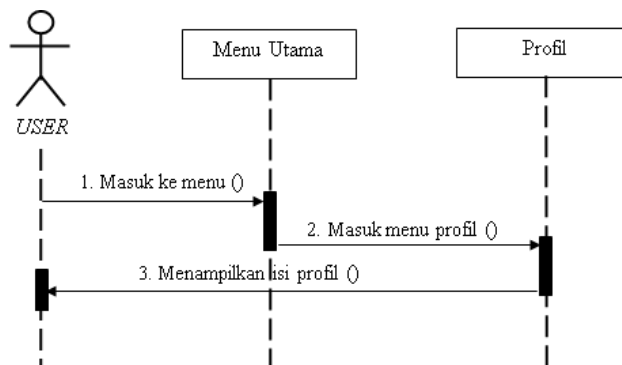 Menu Utama
Profil
USER
1. Masuk ke menu ()
2. Masuk menu profil ()
3. Menampilkan isi profil ()